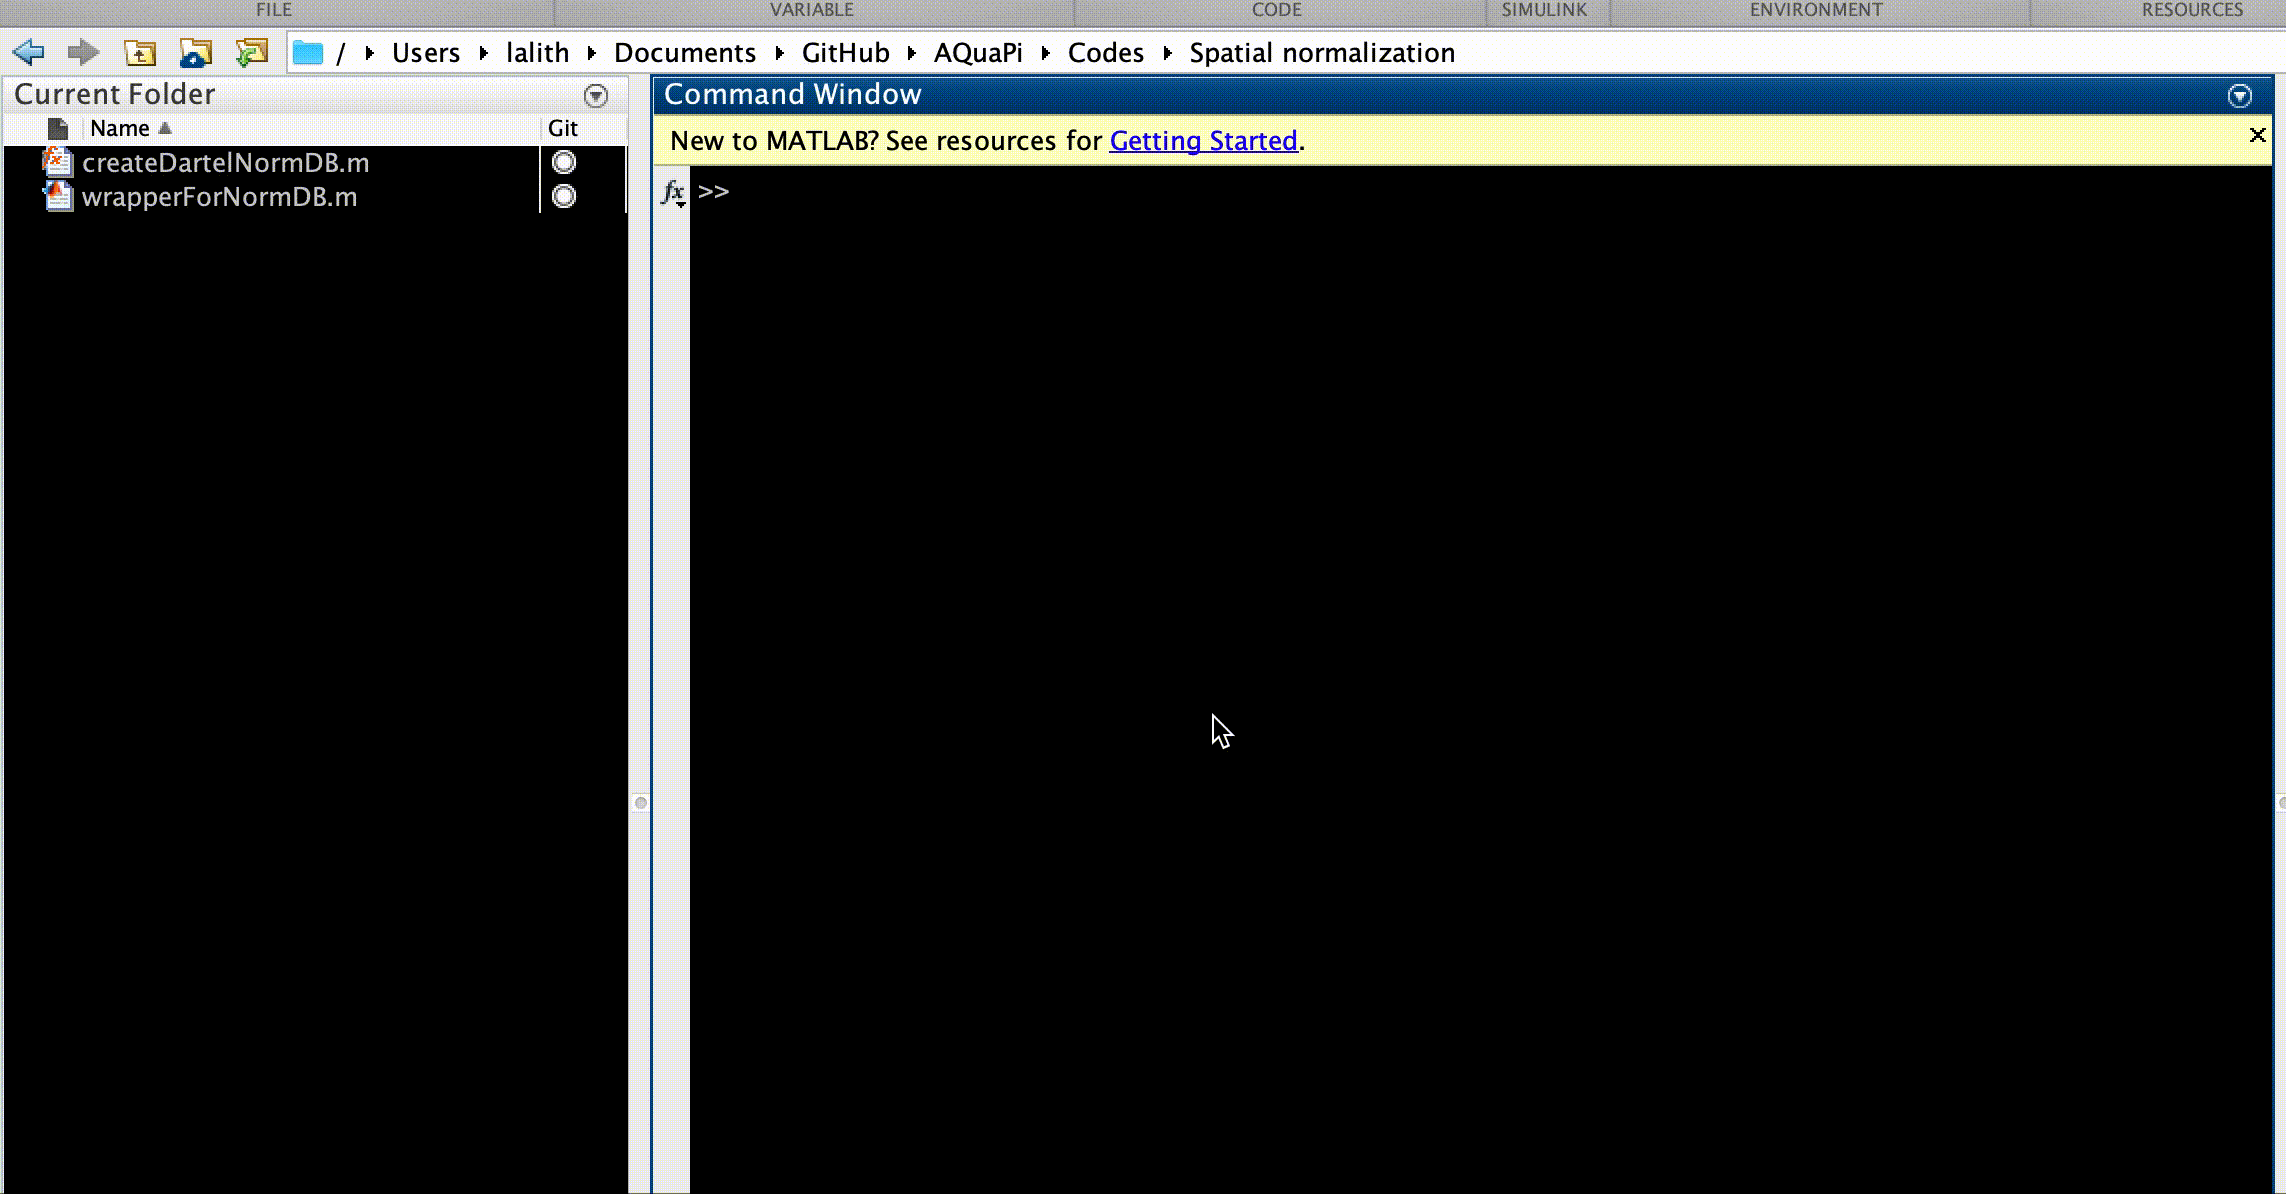 FILE VARIABLE CODE SIMULINK ENVIRONMENT RESOURCES
/ Users lalith Documents GitHub AQuaPi Codes Spatial normalization
Current Folder
Name Git
createDartelNormDB.m
wrapperForNormDB.m
Command Window
New to MATLAB? See resources for Getting Started.
fx >>